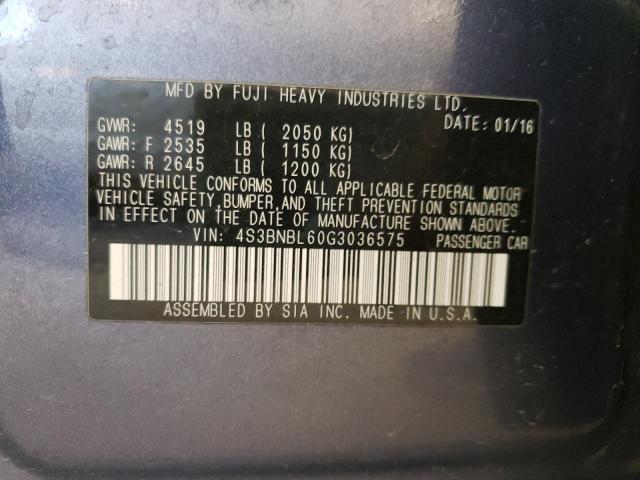 MFD BY FUJI HEAVY INDUSTRIES LTD.
DATE: 01/16
GVWR: 4519 LB ( 2050 KG)
GAWR: F 2535 LB ( 1150 KG)
GAWR: R 2645 LB ( 1200 KG)
THIS VEHICLE CONFORMS TO ALL APPLICABLE FEDERAL MOTOR
VEHICLE SAFETY, BUMPER, AND THEFT PREVENTION STANDARDS
IN EFFECT ON THE DATE OF MANUFACTURE SHOWN ABOVE.
VIN: 4S3BNBL60G3036575 PASSENGER CAR
ASSEMBLED BY SIA INC. MADE IN U.S.A.